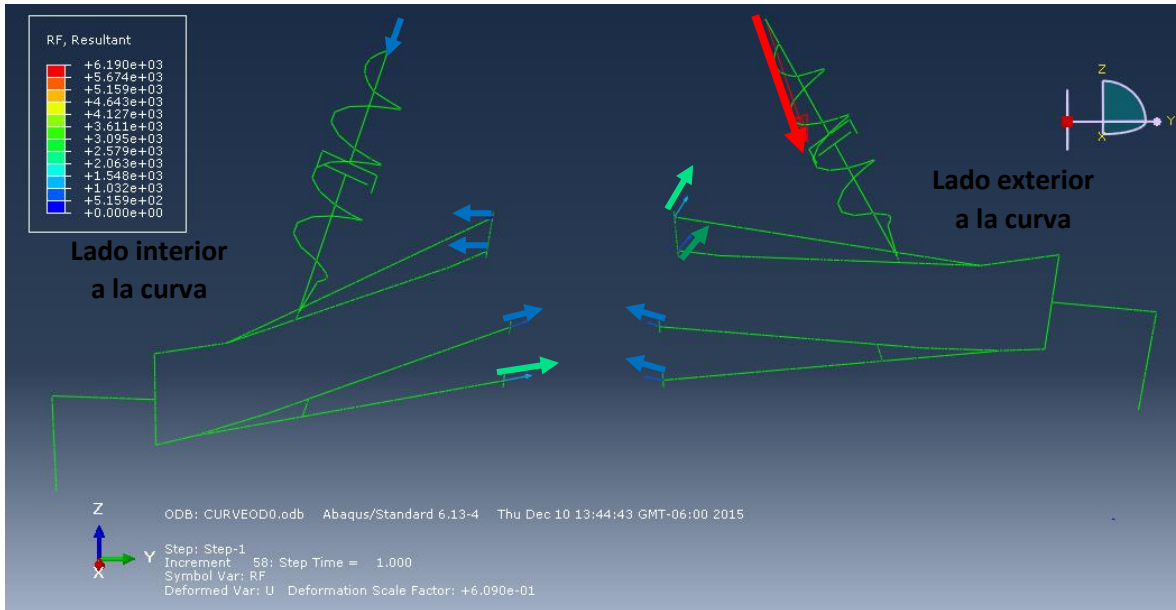 RF, Resultant
+6.190e+03
+5.674e+03
+5.159e+03
+4.643e+03
+4.127e+03
+3.611e+03
+3.095e+03
+2.579e+03
+2.063e+03
+1.548e+03
+1.032e+03
+5.159e+02
+0.000e+00
Z
Y
X
Lado interior
a la curva
Lado exterior
a la curva
Z
Y
X
ODB: CURVEOD0.odb    Abaqus/Standard 6.13-4    Thu Dec 10 13:44:43 GMT-06:00 2015
Step: Step-1
Increment    58: Step Time =    1.000
Symbol Var: RF
Deformed Var: U   Deformation Scale Factor: +6.090e-01